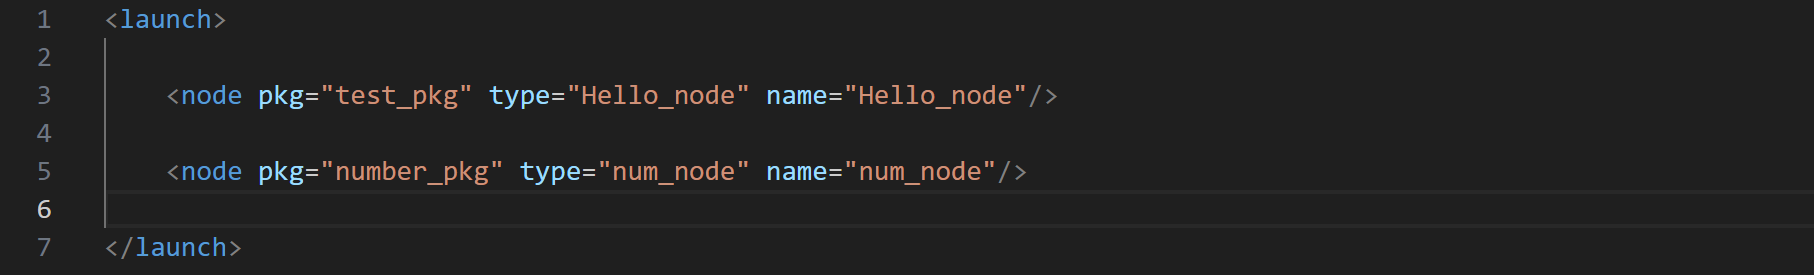 1 <launch>
2
3 <node pkg="test_pkg" type="Hello_node" name="Hello_node"/>
4
5 <node pkg="number_pkg" type="num_node" name="num_node"/>
6
7 </launch>